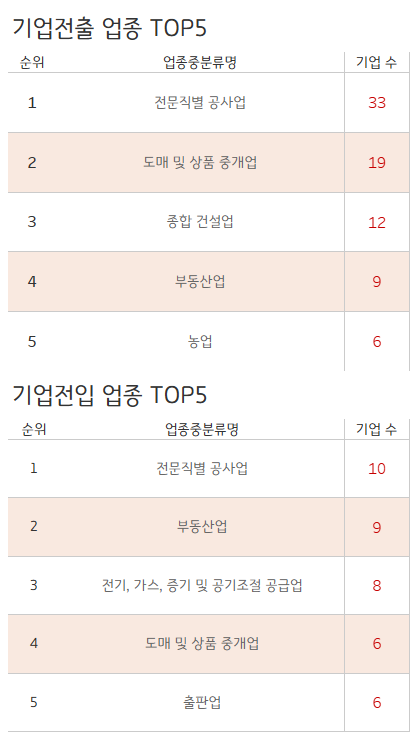 기업전출 업종 TOP5
순위 업종중분류명 기업 수
1 전문직별 공사업 33
2 도매 및 상품 중개업 19
3 종합 건설업 12
4 부동산업 9
5 농업 6
기업전입 업종 TOP5
순위 업종중분류명 기업 수
1 전문직별 공사업 10
2 부동산업 9
3 전기, 가스, 증기 및 공기조절 공급업 8
4 도매 및 상품 중개업 6
5 출판업 6